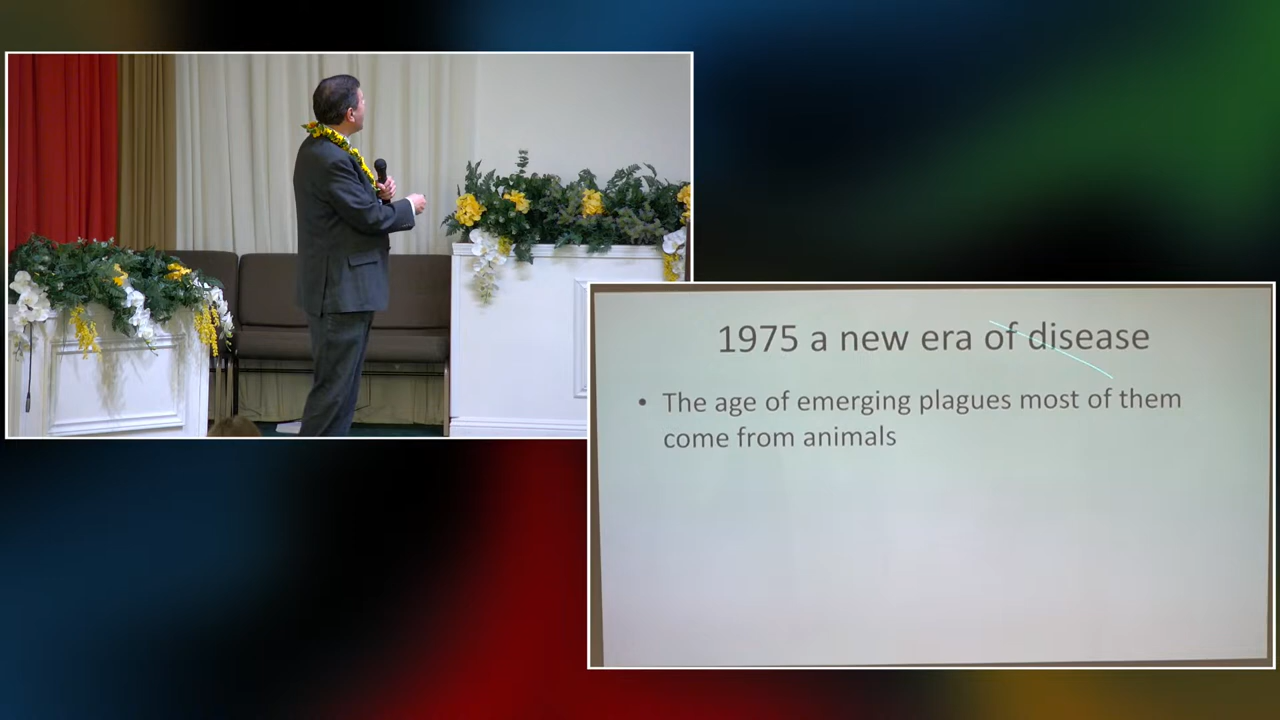 1975 a new era of disease
• The age of emerging plagues most of them
come from animals